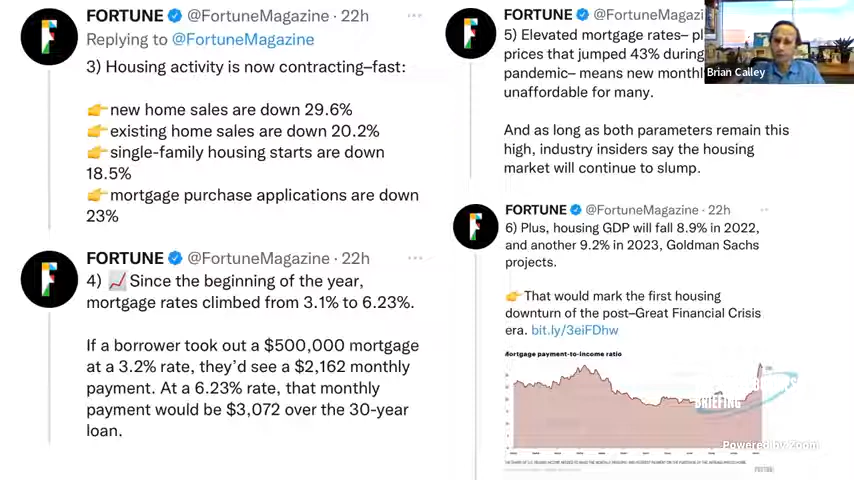 FORTUNE @FortuneMagazine · 22h
Replying to @FortuneMagazine
3) Housing activity is now contracting–fast:
👉new home sales are down 29.6%
👉existing home sales are down 20.2%
👉single-family housing starts are down
18.5%
👉mortgage purchase applications are down
23%
FORTUNE @FortuneMagazine · 22h
4) 📈Since the beginning of the year,
mortgage rates climbed from 3.1% to 6.23%.
If a borrower took out a $500,000 mortgage
at a 3.2% rate, they'd see a $2,162 monthly
payment. At a 6.23% rate, that monthly
payment would be $3,072 over the 30-year
loan.
FORTUNE @FortuneMagazi
5) Elevated mortgage rates– pl
prices that jumped 43% during
pandemic– means new monthl
unaffordable for many.
And as long as both parameters remain this
high, industry insiders say the housing
market will continue to slump.
FORTUNE @FortuneMagazine · 22h
6) Plus, housing GDP will fall 8.9% in 2022,
and another 9.2% in 2023, Goldman Sachs
projects.
👉That would mark the first housing
downturn of the post–Great Financial Crisis
era. bit.ly/3eiFDhw
Mortgage payment-to-income ratio
BRIEFING
Powered by Zoom
FORTUNE
Brian Calley